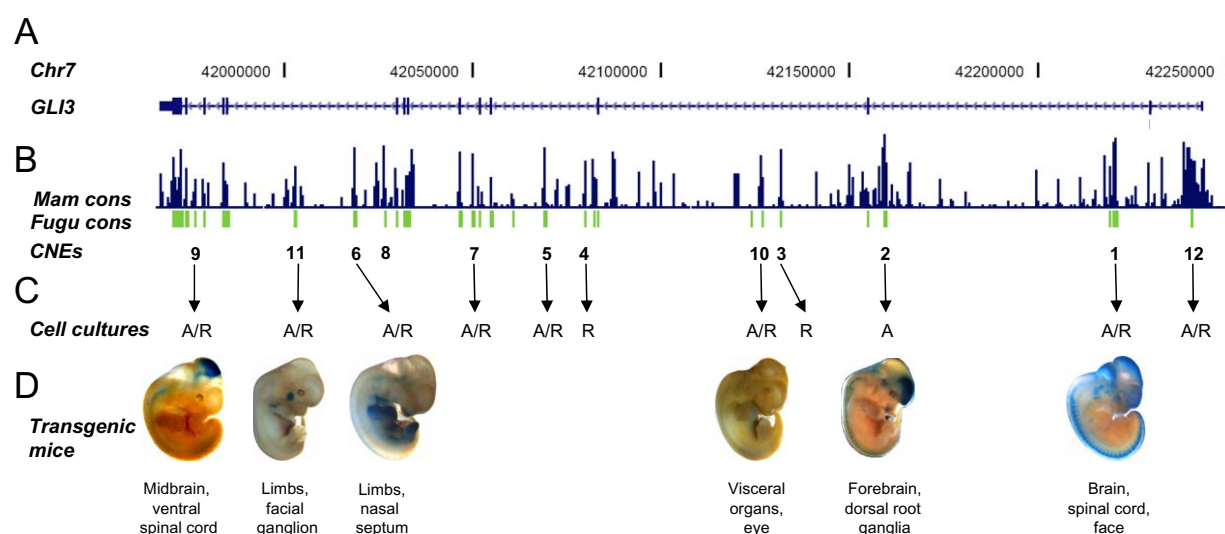 A
Chr7 42000000 42050000 42100000 42150000 42200000 42250000
GLI3
B
Mam cons
Fugu cons
CNEs 9 11 6 8 7 5 4 10 3 2 1 12
C
Cell cultures A/R A/R A/R A/R A/R R A/R R A A/R A/R
D
Transgenic
mice
Midbrain,
ventral
spinal cord
Limbs,
facial
ganglion
Limbs,
nasal
septum
Visceral
organs,
eye
Forebrain,
dorsal root
ganglia
Brain,
spinal cord,
face